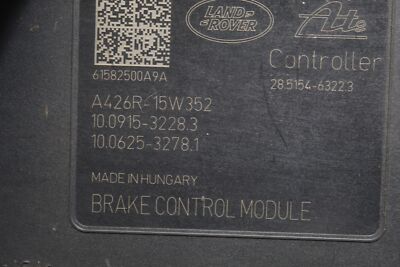 LAND
ROVER
Ate
Controller
61582500A9A
28.5154-6322.3
A426R-15W352
10.0915-3228.3
10.0625-3278.1
MADE IN HUNGARY
BRAKE CONTROL MODULE